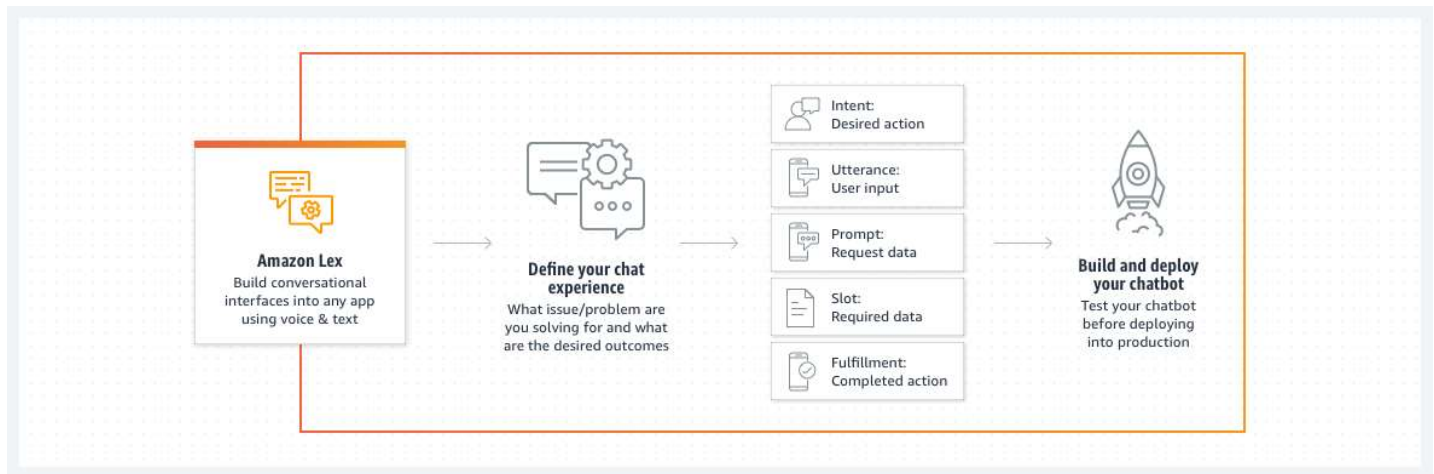 Amazon Lex
Build conversational
interfaces into any app
using voice & text
Define your chat
experience
What issue/problem are
you solving for and what
are the desired outcomes
Intent:
Desired action
Utterance:
User input
Prompt:
Request data
Slot:
Required data
Fulfillment:
Completed action
Build and deploy
your chatbot
Test your chatbot
before deploying
into production